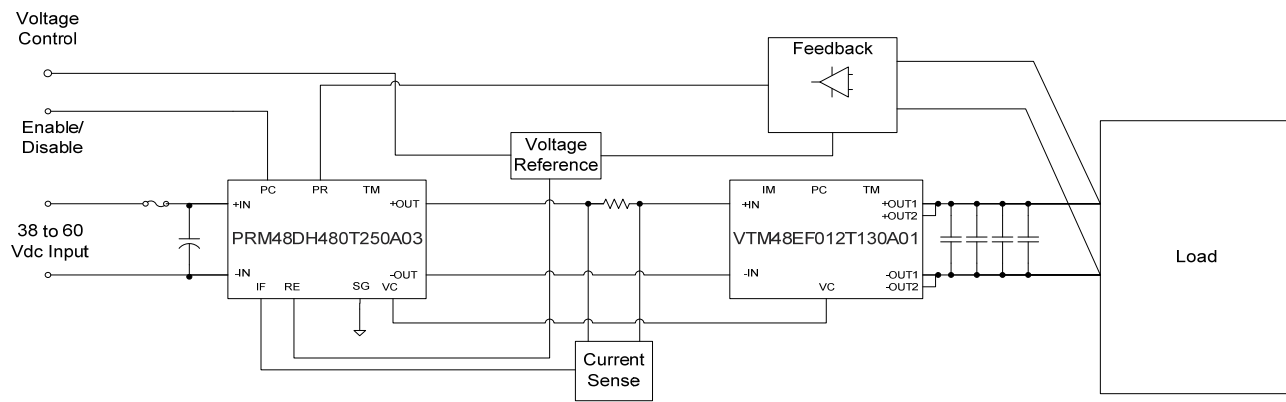 Voltage
Control
Enable/
Disable
38 to 60
Vdc Input
Feedback
Voltage
Reference
PC
PR
TM
+IN
+OUT
PRM48DH480T250A03
-IN
-OUT
IF
RE
SG
VC
Current
Sense
IM
PC
TM
+IN
+OUT1
+OUT2
VTM48EF012T130A01
-IN
-OUT1
-OUT2
VC
Load